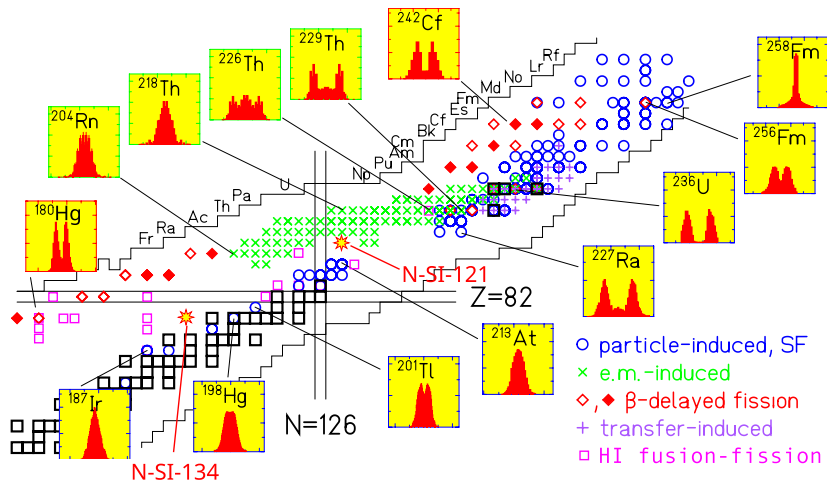 ²⁴²Cf
²²⁹Th
²²⁶Th
²¹⁸Th
²⁰⁴Rn
¹⁸⁰Hg
²⁵⁸Fm
²⁵⁶Fm
²³⁶U
²²⁷Ra
²¹³At
²⁰¹Tl
¹⁹⁸Hg
¹⁸⁷Ir
Rf
Lr
No
Md
Fm
Es
Cf
Bk
Cm
Am
Pu
Np
U
Pa
Th
Ac
Ra
Fr
N-SI-121
Z=82
N=126
N-SI-134
particle-induced, SF
e.m.-induced
, β-delayed fission
transfer-induced
HI fusion-fission